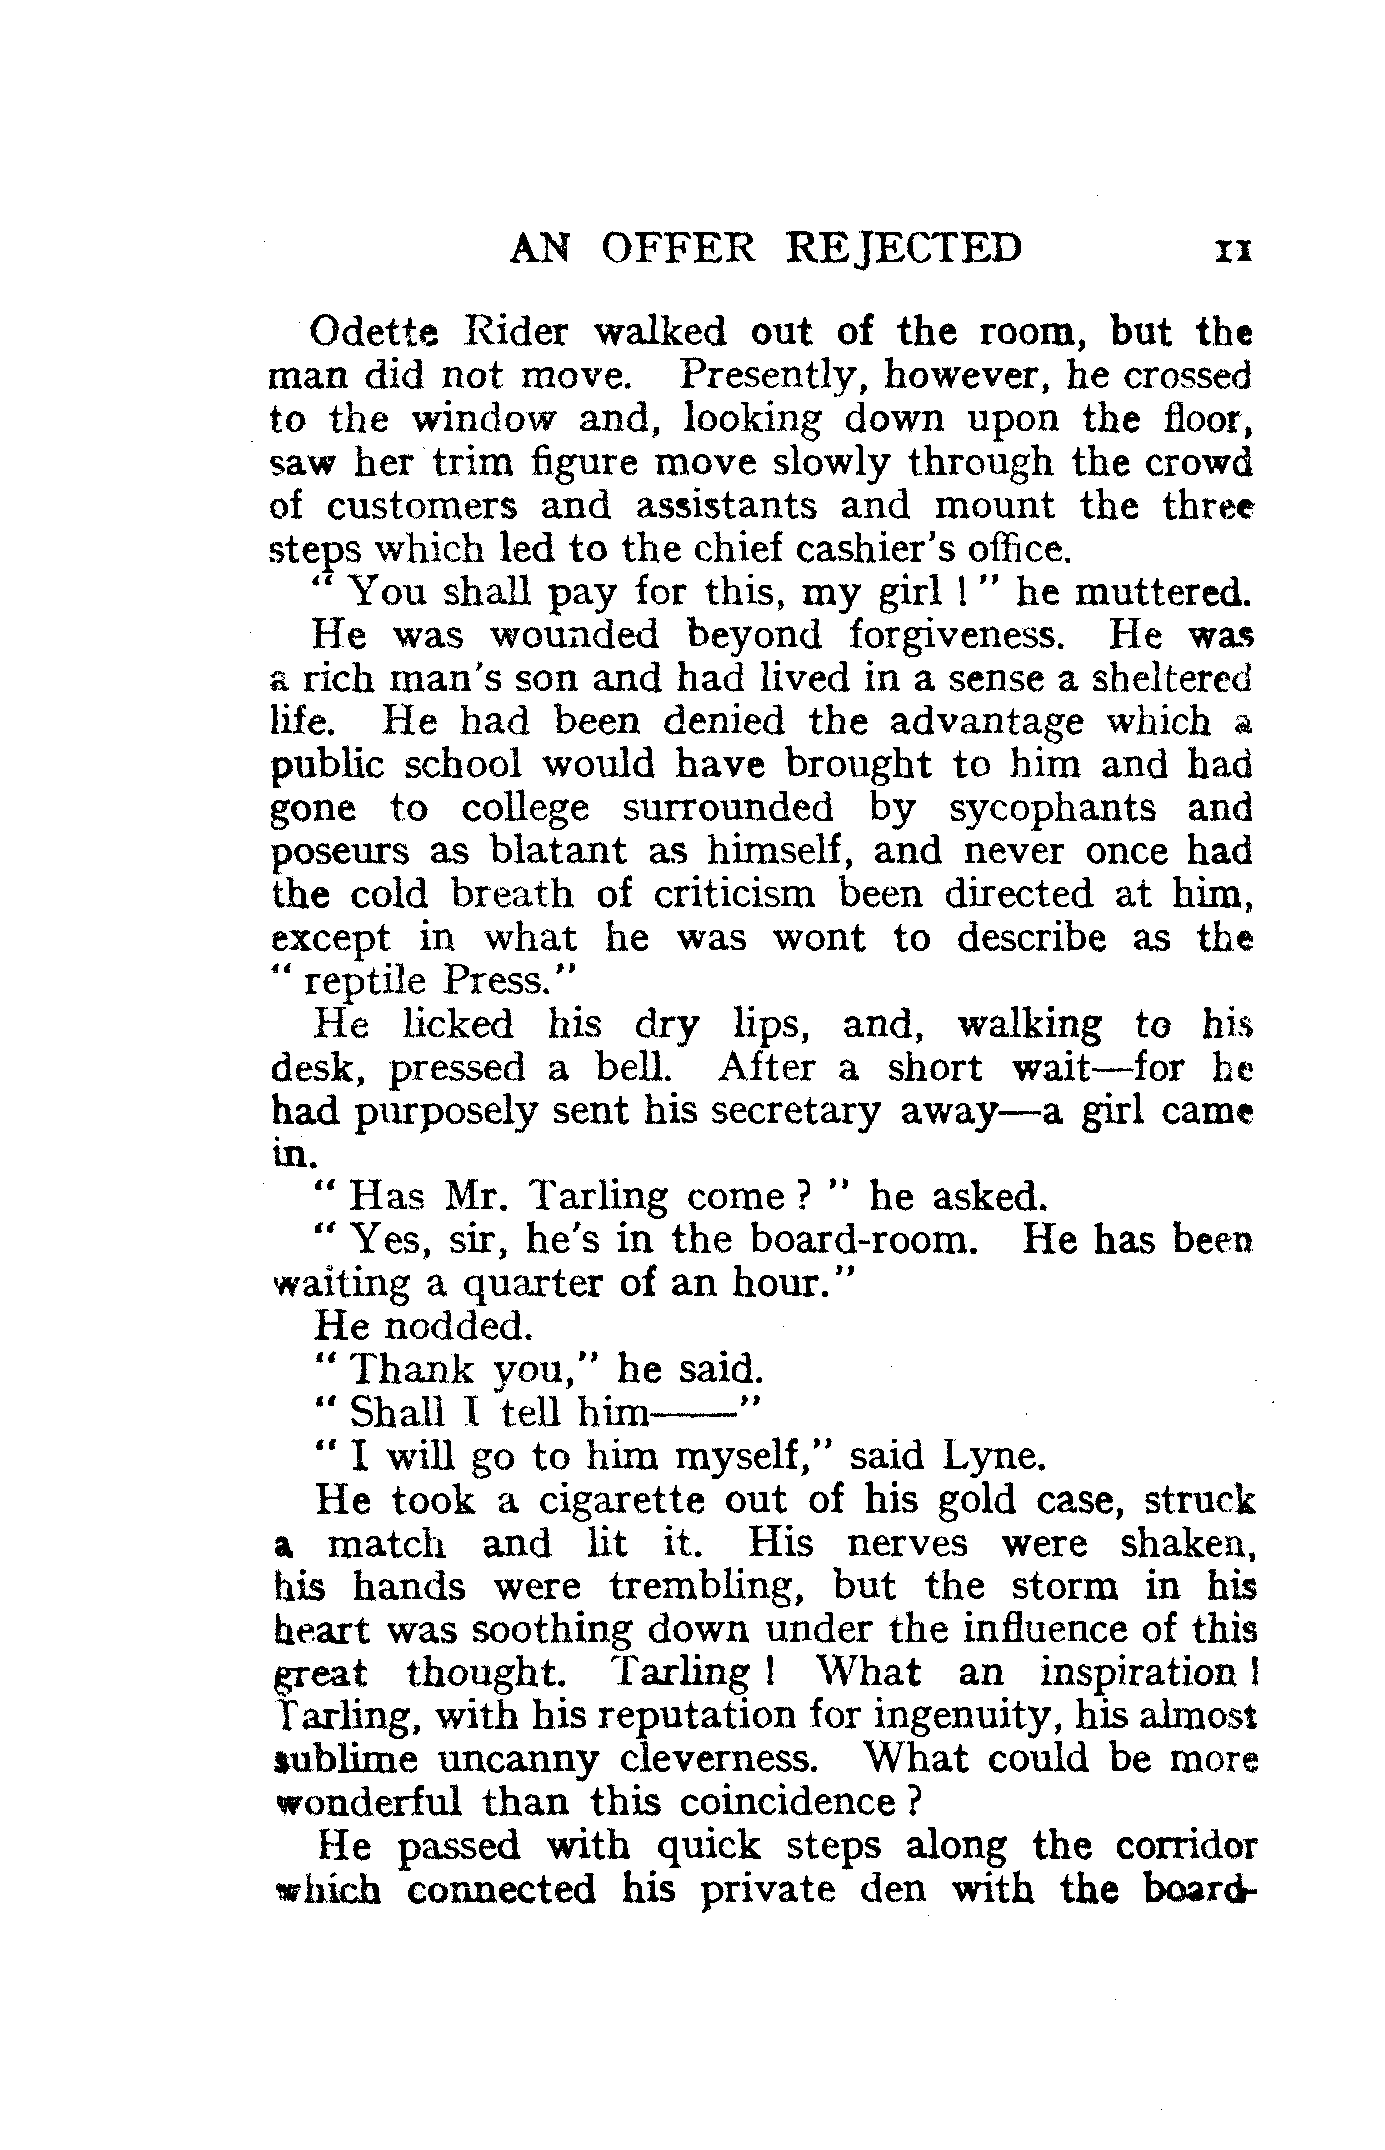 AN OFFER REJECTED 11
Odette Rider walked out of the room, but the
man did not move. Presently, however, he crossed
to the window and, looking down upon the floor,
saw her trim figure move slowly through the crowd
of customers and assistants and mount the three
steps which led to the chief cashier's office.
“ You shall pay for this, my girl ! ” he muttered.
He was wounded beyond forgiveness. He was
a rich man's son and had lived in a sense a sheltered
life. He had been denied the advantage which a
public school would have brought to him and had
gone to college surrounded by sycophants and
poseurs as blatant as himself, and never once had
the cold breath of criticism been directed at him,
except in what he was wont to describe as the
“ reptile Press.”
He licked his dry lips, and, walking to his
desk, pressed a bell. After a short wait—for he
had purposely sent his secretary away—a girl came
in.
“ Has Mr. Tarling come ? ” he asked.
“ Yes, sir, he's in the board-room. He has been
waiting a quarter of an hour.”
He nodded.
“ Thank you,” he said.
“ Shall I tell him——”
“ I will go to him myself,” said Lyne.
He took a cigarette out of his gold case, struck
a match and lit it. His nerves were shaken,
his hands were trembling, but the storm in his
heart was soothing down under the influence of this
great thought. Tarling ! What an inspiration !
Tarling, with his reputation for ingenuity, his almost
sublime uncanny cleverness. What could be more
wonderful than this coincidence ?
He passed with quick steps along the corridor
which connected his private den with the board-